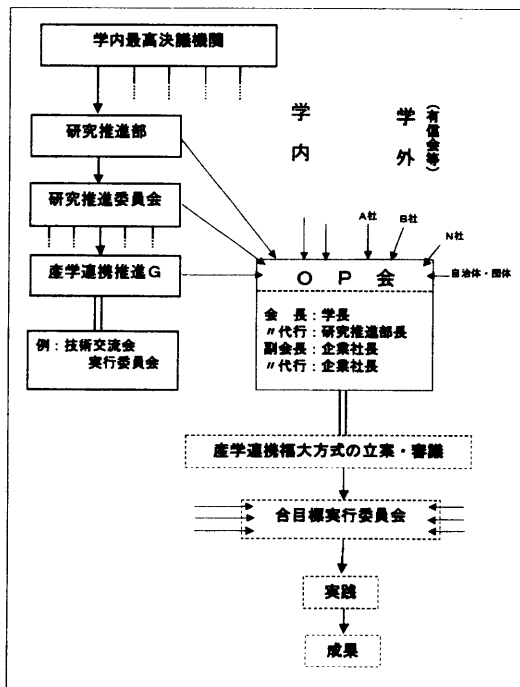 学内最高決議機関
研究推進部
研究推進委員会
産学連携推進G
例：技術交流会
実行委員会
学内
学外
（有信会等）
A社
B社
N社
自治体・団体
OP会
会　長：学長
〃代行：研究推進部長
副会長：企業社長
〃代行：企業社長
産学連携福大方式の立案・審議
合目標実行委員会
実践
成果